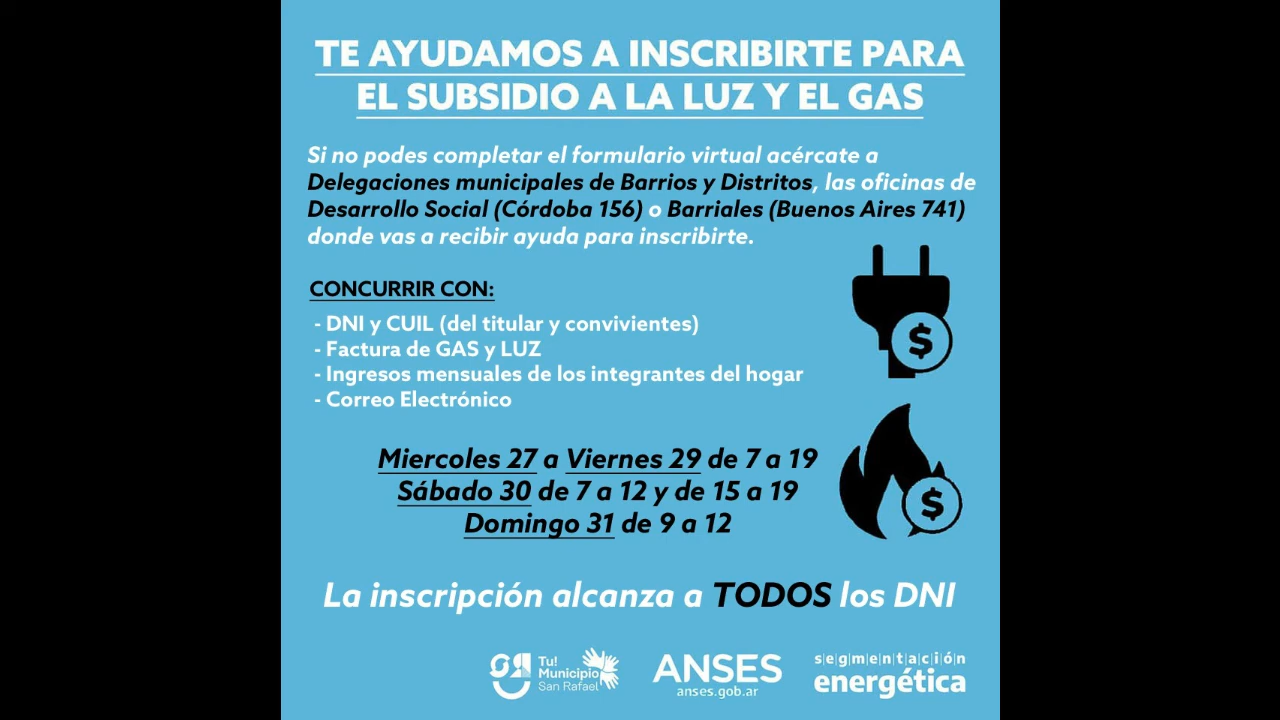 TE AYUDAMOS A INSCRIBIRTE PARA
EL SUBSIDIO A LA LUZ Y EL GAS
Si no podes completar el formulario virtual acércate a
Delegaciones municipales de Barrios y Distritos, las oficinas de
Desarrollo Social (Córdoba 156) o Barriales (Buenos Aires 741)
donde vas a recibir ayuda para inscribirte.
CONCURRIR CON:
- DNI y CUIL (del titular y convivientes)
- Factura de GAS y LUZ
- Ingresos mensuales de los integrantes del hogar
- Correo Electrónico
$
Miercoles 27 a Viernes 29 de 7 a 19
Sábado 30 de 7 a 12 y de 15 a 19
Domingo 31 de 9 a 12
$
La inscripción alcanza a TODOS los DNI
Tu!
Municipio
San Rafael
ANSES
anses.gob.ar
s|e|g|m|e|n|t|a|c|i|ó|n
energética